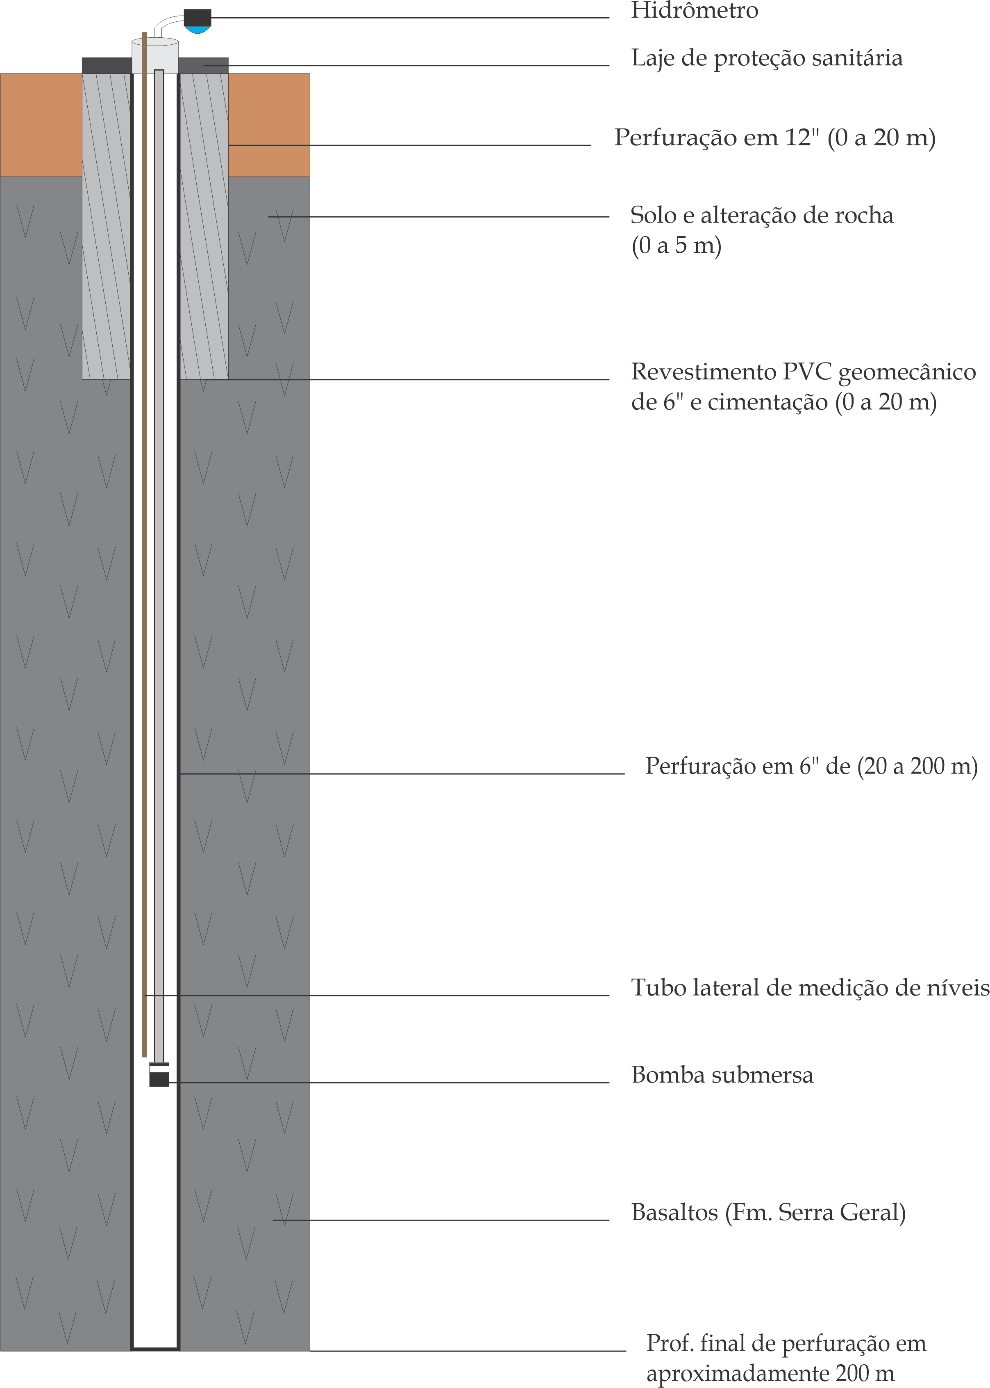 Hidrômetro
Laje de proteção sanitária
Perfuração em 12" (0 a 20 m)
Solo e alteração de rocha
(0 a 5 m)
Revestimento PVC geomecânico
de 6" e cimentação (0 a 20 m)
Perfuração em 6" de (20 a 200 m)
Tubo lateral de medição de níveis
Bomba submersa
Basaltos (Fm. Serra Geral)
Prof. final de perfuração em
aproximadamente 200 m